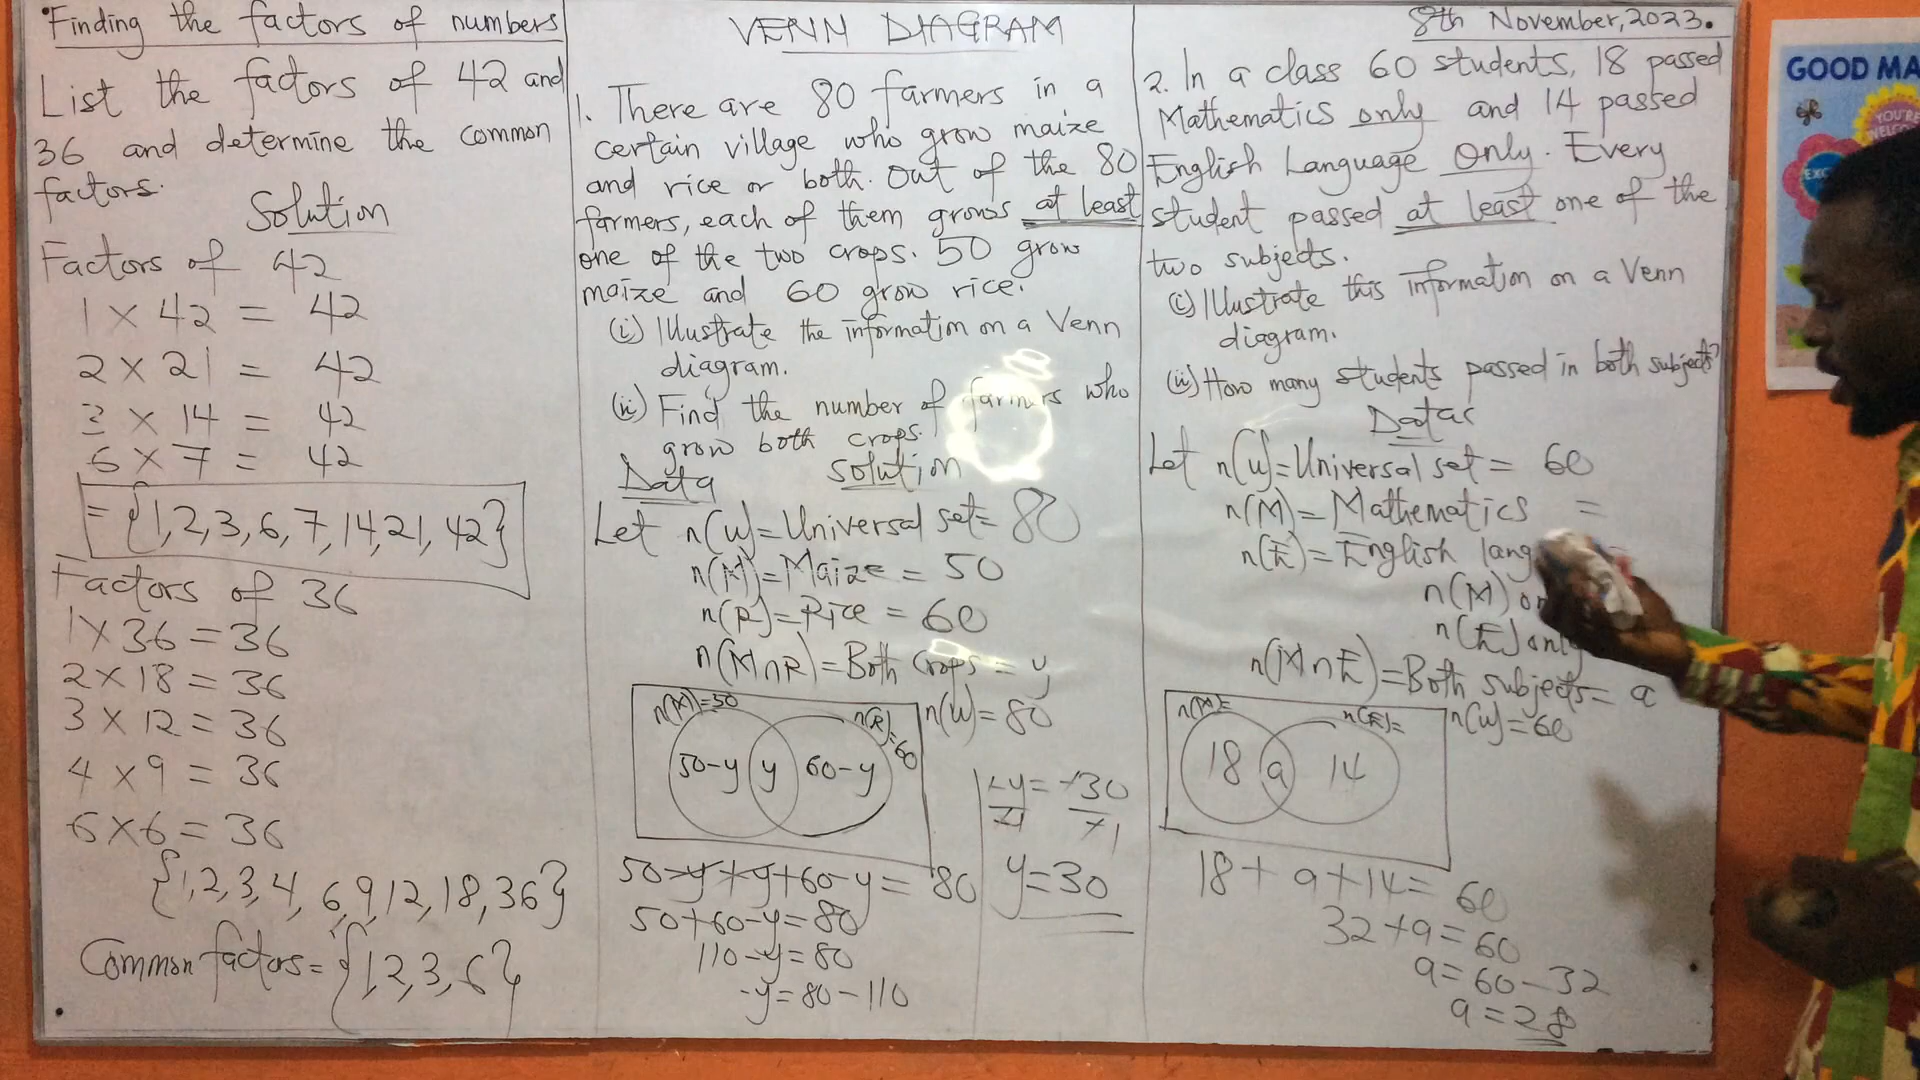 Finding the factors of numbers
List the factors of 42 and
36 and determine the common
factors.
Solution
Factors of 42
1 × 42 = 42
2 × 21 = 42
3 × 14 = 42
6 × 7 = 42
= {1,2,3,6,7,14,21,42}
Factors of 36
1 × 36 = 36
2 × 18 = 36
3 × 12 = 36
4 × 9 = 36
6 × 6 = 36
{1,2,3,4,6,9,12,18,36}
Common factors = {1,2,3,6}
VENN DIAGRAM
1. There are 80 farmers in a
certain village who grow maize
and rice or both. Out of the 80
farmers, each of them grows at least
one of the two crops. 50 grow
maize and 60 grow rice.
(i) Illustrate the information on a Venn
diagram.
(ii) Find the number of farmers who
grow both crops.
Data Solution
Let n(u)=Universal set= 80
n(M)=Maize = 50
n(R)=Rice = 60
n(M∩R)=Both Crops = y
n(M)=50
n(R)=60
n(u)=80
50-y y 60-y
50-y+y+60-y= 80
50+60-y=80
110-y=80
-y=80-110
-y = -30
-1 -1
y=30
8th November,2023.
2. In a class 60 students, 18 passed
Mathematics only and 14 passed
English Language Only. Every
student passed at least one of the
two subjects.
(i) Illustrate this information on a Venn
diagram.
(ii) How many students passed in both subjects?
Datas
Let n(u)=Universal set = 60
n(M)=Mathematics =
n(E)=English lang
n(M) on
n(E) only
n(M∩E)=Both subjects= a
n(M)=
n(E)=
n(u)=60
18 a 14
18+a+14= 60
32+a=60
a=60-32
a=28
GOOD MA
YOU'RE
WELCO
EXC